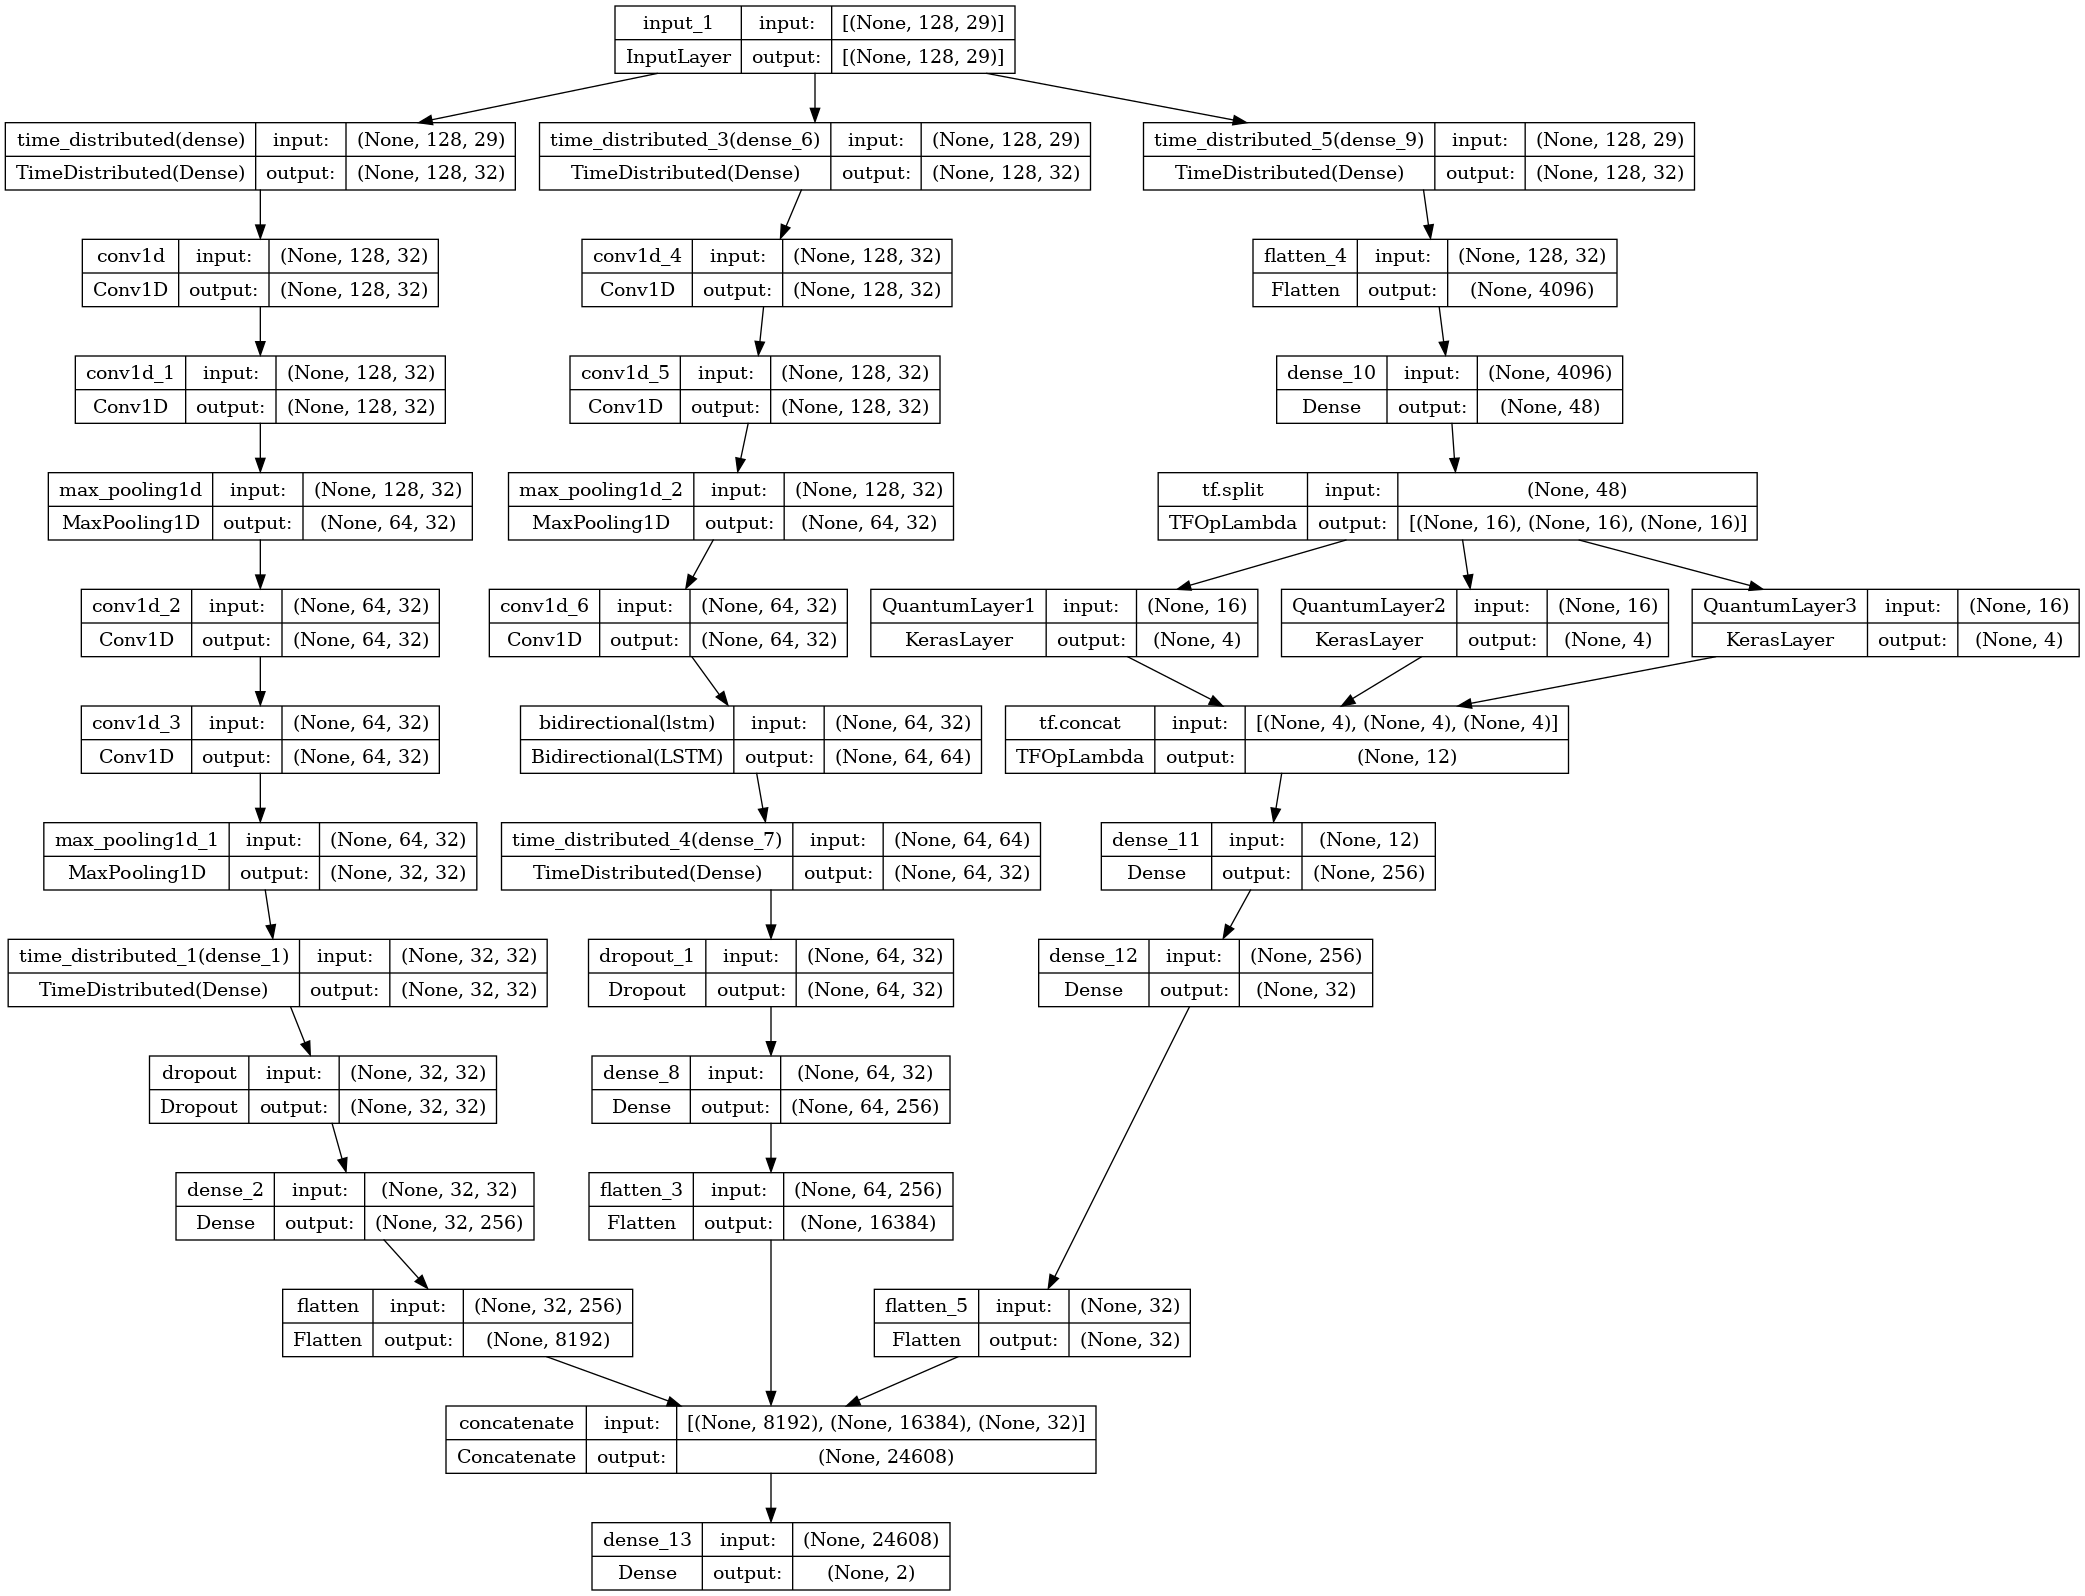 input_1 input: [(None, 128, 29)]
InputLayer output: [(None, 128, 29)]
time_distributed(dense) input: (None, 128, 29)
TimeDistributed(Dense) output: (None, 128, 32)
time_distributed_3(dense_6) input: (None, 128, 29)
TimeDistributed(Dense) output: (None, 128, 32)
time_distributed_5(dense_9) input: (None, 128, 29)
TimeDistributed(Dense) output: (None, 128, 32)
conv1d input: (None, 128, 32)
Conv1D output: (None, 128, 32)
conv1d_4 input: (None, 128, 32)
Conv1D output: (None, 128, 32)
flatten_4 input: (None, 128, 32)
Flatten output: (None, 4096)
conv1d_1 input: (None, 128, 32)
Conv1D output: (None, 128, 32)
conv1d_5 input: (None, 128, 32)
Conv1D output: (None, 128, 32)
dense_10 input: (None, 4096)
Dense output: (None, 48)
max_pooling1d input: (None, 128, 32)
MaxPooling1D output: (None, 64, 32)
max_pooling1d_2 input: (None, 128, 32)
MaxPooling1D output: (None, 64, 32)
tf.split input: (None, 48)
TFOpLambda output: [(None, 16), (None, 16), (None, 16)]
conv1d_2 input: (None, 64, 32)
Conv1D output: (None, 64, 32)
conv1d_6 input: (None, 64, 32)
Conv1D output: (None, 64, 32)
QuantumLayer1 input: (None, 16)
KerasLayer output: (None, 4)
QuantumLayer2 input: (None, 16)
KerasLayer output: (None, 4)
QuantumLayer3 input: (None, 16)
KerasLayer output: (None, 4)
conv1d_3 input: (None, 64, 32)
Conv1D output: (None, 64, 32)
bidirectional(lstm) input: (None, 64, 32)
Bidirectional(LSTM) output: (None, 64, 64)
tf.concat input: [(None, 4), (None, 4), (None, 4)]
TFOpLambda output: (None, 12)
max_pooling1d_1 input: (None, 64, 32)
MaxPooling1D output: (None, 32, 32)
time_distributed_4(dense_7) input: (None, 64, 64)
TimeDistributed(Dense) output: (None, 64, 32)
dense_11 input: (None, 12)
Dense output: (None, 256)
time_distributed_1(dense_1) input: (None, 32, 32)
TimeDistributed(Dense) output: (None, 32, 32)
dropout_1 input: (None, 64, 32)
Dropout output: (None, 64, 32)
dense_12 input: (None, 256)
Dense output: (None, 32)
dropout input: (None, 32, 32)
Dropout output: (None, 32, 32)
dense_8 input: (None, 64, 32)
Dense output: (None, 64, 256)
dense_2 input: (None, 32, 32)
Dense output: (None, 32, 256)
flatten_3 input: (None, 64, 256)
Flatten output: (None, 16384)
flatten input: (None, 32, 256)
Flatten output: (None, 8192)
flatten_5 input: (None, 32)
Flatten output: (None, 32)
concatenate input: [(None, 8192), (None, 16384), (None, 32)]
Concatenate output: (None, 24608)
dense_13 input: (None, 24608)
Dense output: (None, 2)